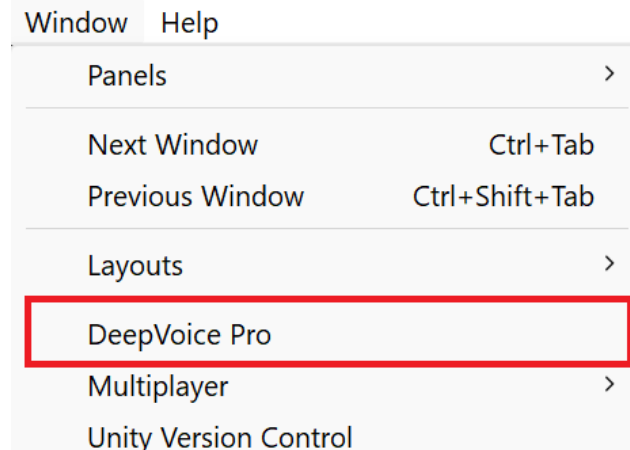 Window Help
Panels >
Next Window Ctrl+Tab
Previous Window Ctrl+Shift+Tab
Layouts >
DeepVoice Pro
Multiplayer >
Unity Version Control